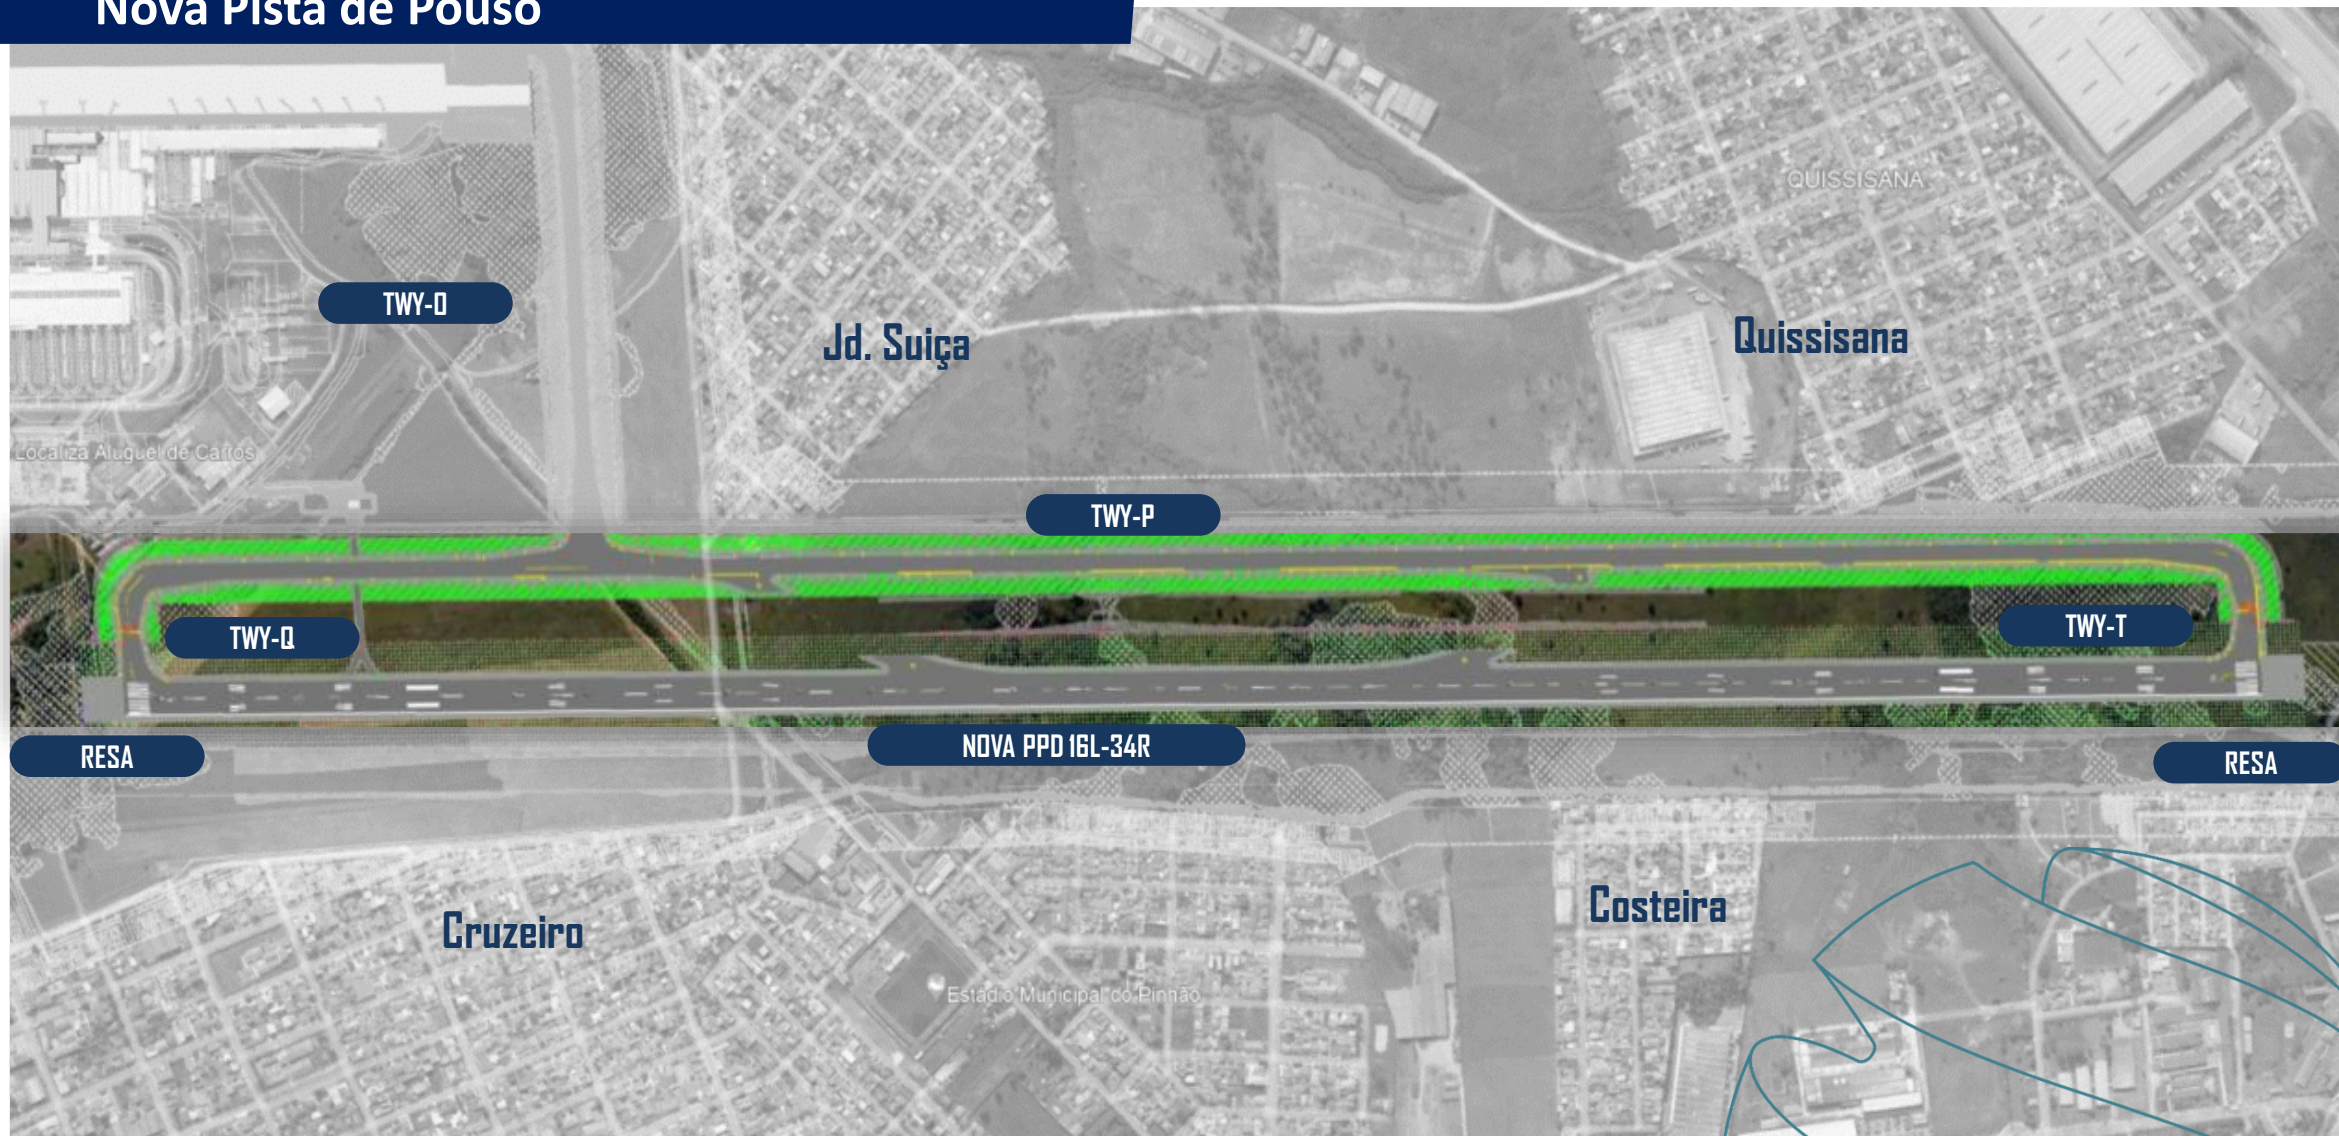 Nova Pista de Pouso
QUISSISANA
TWY-O
Jd. Suiça
Quissisana
Localiza Aluguel de Carros
TWY-P
TWY-Q
TWY-T
RESA
NOVA PPD 16L-34R
RESA
Cruzeiro
Costeira
Estádio Municipal do Pinhão